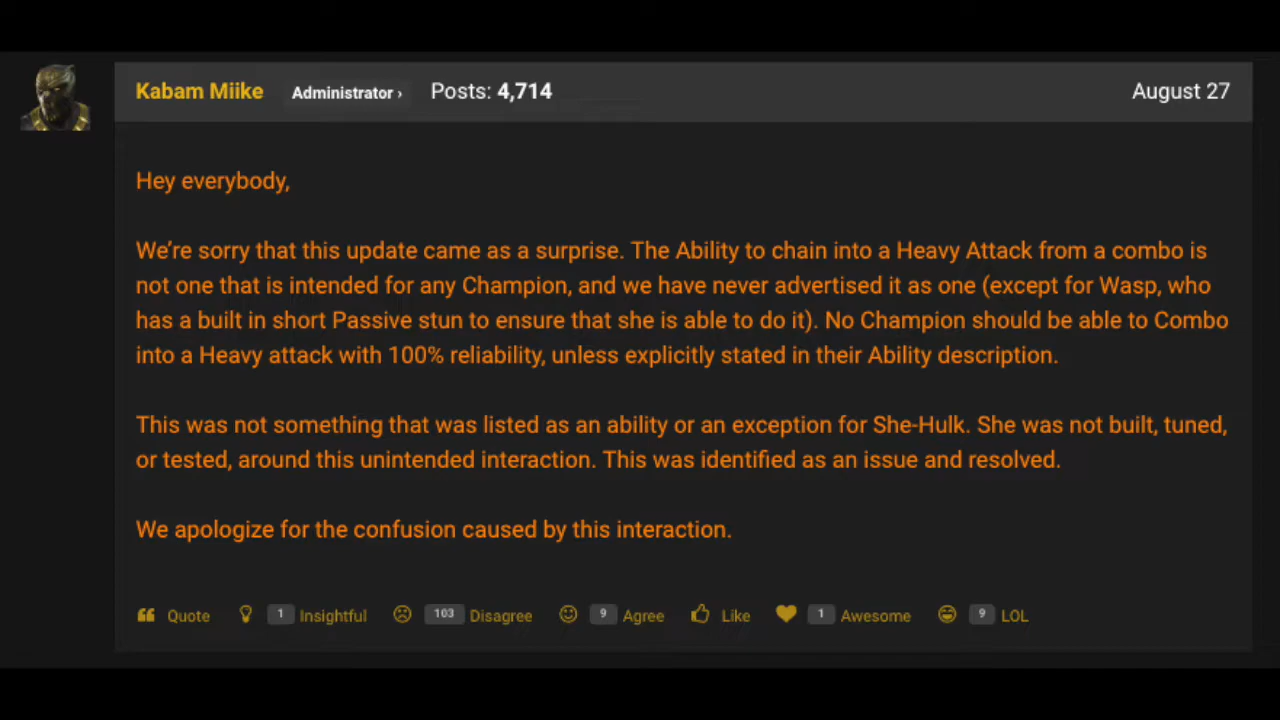 Kabam Miike Administrator › Posts: 4,714 August 27
Hey everybody,
We're sorry that this update came as a surprise. The Ability to chain into a Heavy Attack from a combo is
not one that is intended for any Champion, and we have never advertised it as one (except for Wasp, who
has a built in short Passive stun to ensure that she is able to do it). No Champion should be able to Combo
into a Heavy attack with 100% reliability, unless explicitly stated in their Ability description.
This was not something that was listed as an ability or an exception for She-Hulk. She was not built, tuned,
or tested, around this unintended interaction. This was identified as an issue and resolved.
We apologize for the confusion caused by this interaction.
Quote 1 Insightful 103 Disagree 9 Agree Like 1 Awesome 9 LOL